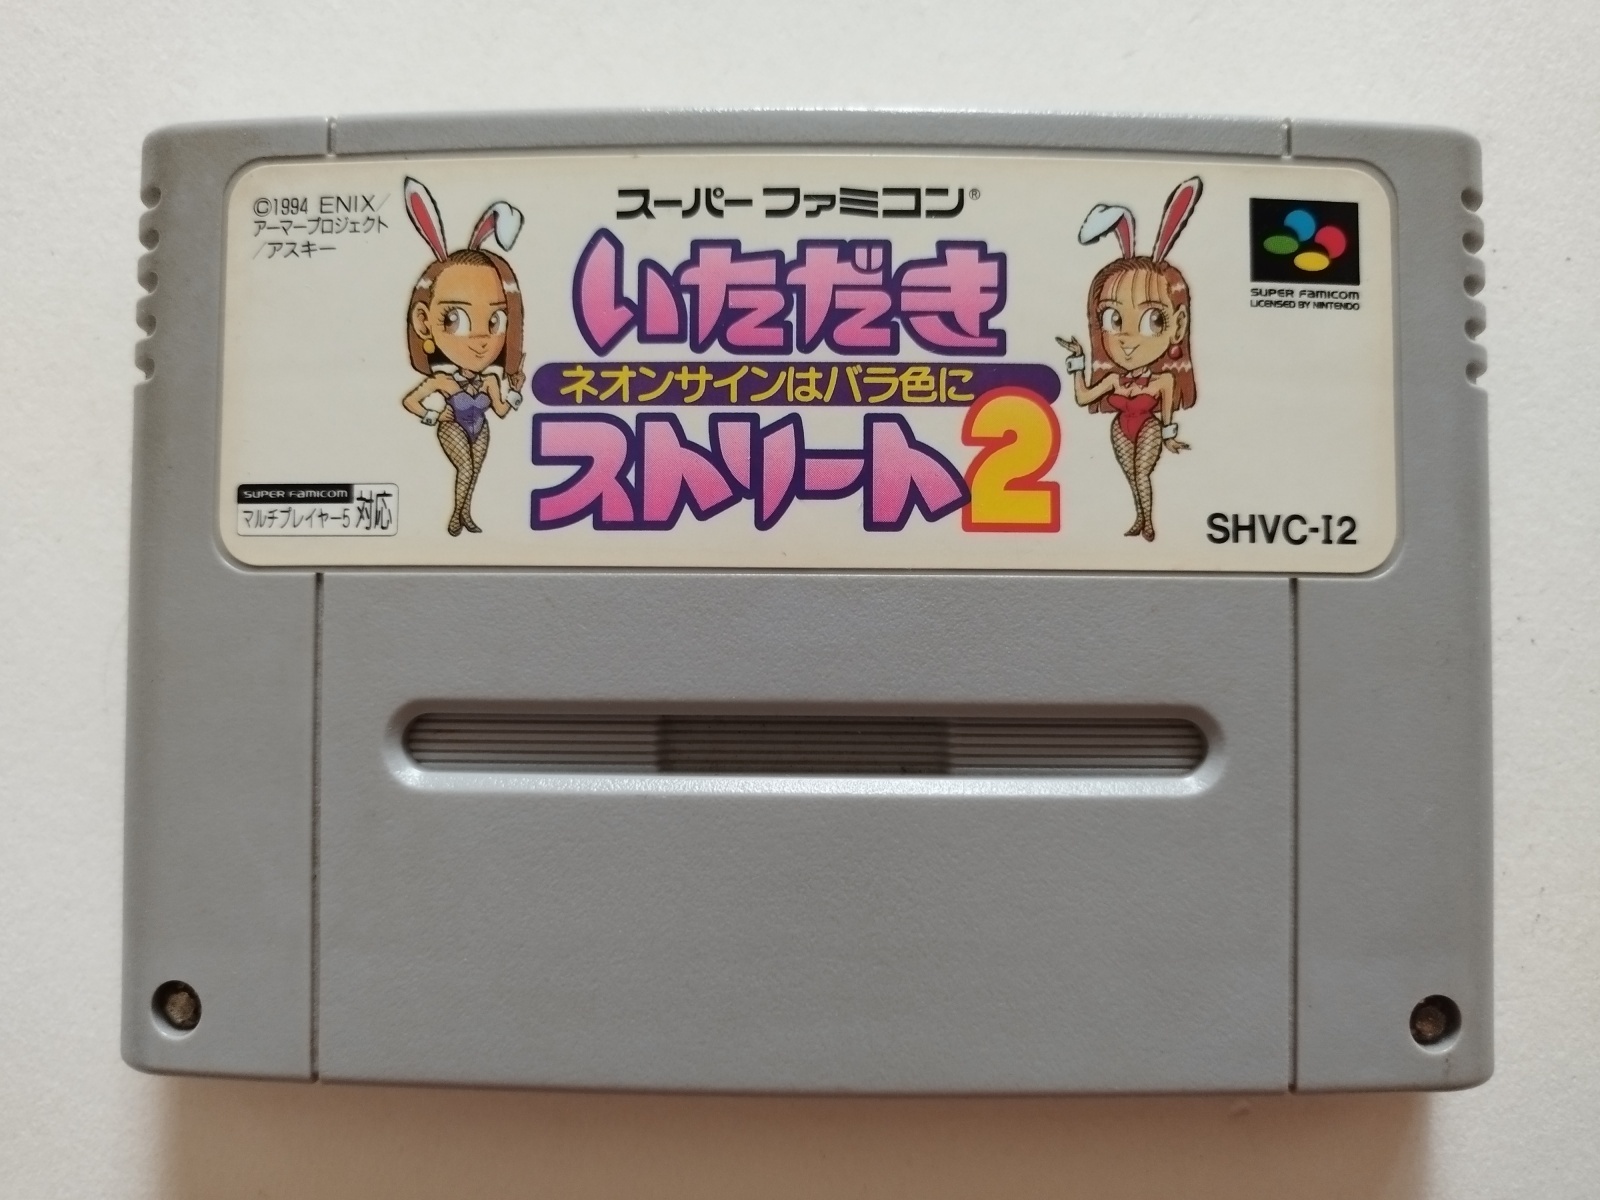 ©1994 ENIX/
アーマープロジェクト
/アスキー
スーパーファミコン®
いただき
ネオンサインはバラ色に
ストリート2
SUPER FAMICOM
LICENSED BY NINTENDO
SUPER FAMICOM
マルチプレイヤー5 対応
SHVC-I2